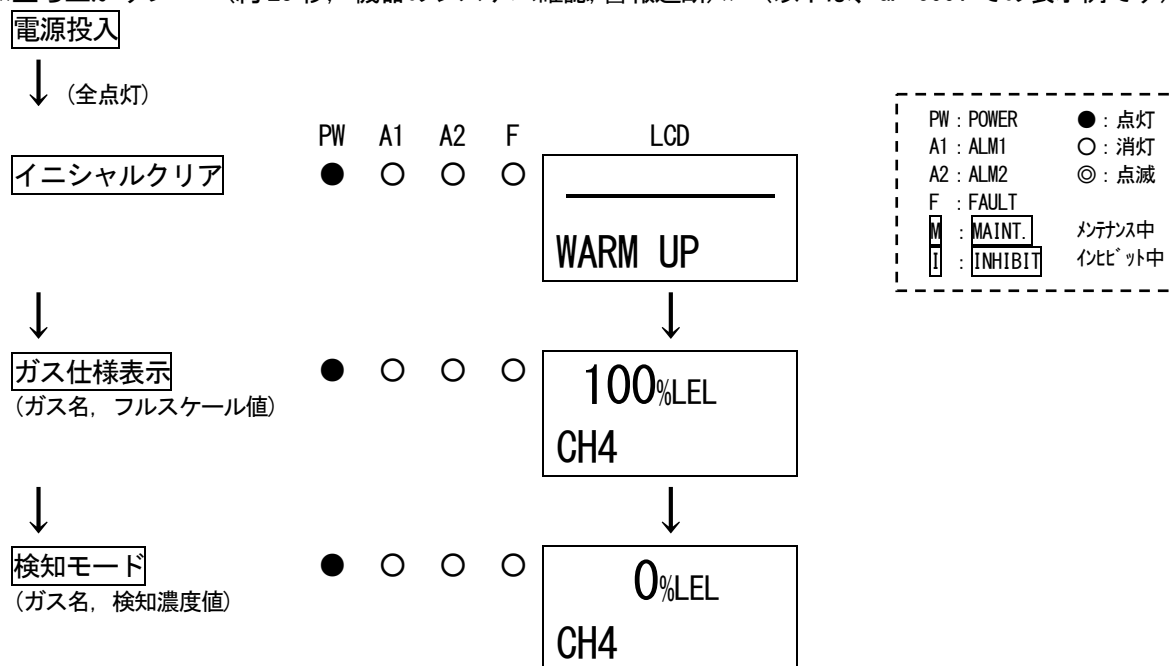 電源投入
(全点灯)
PW A1 A2 F LCD
イニシャルクリア ● ○ ○ ○
WARM UP
PW : POWER ● : 点灯
A1 : ALM1 ○ : 消灯
A2 : ALM2 ◎ : 点滅
F : FAULT
M : MAINT. メンテナンス中
I : INHIBIT インヒビット中
ガス仕様表示 ● ○ ○ ○ 100%LEL
(ガス名, フルスケール値)
CH4
検知モード ● ○ ○ ○ 0%LEL
(ガス名, 検知濃度値)
CH4